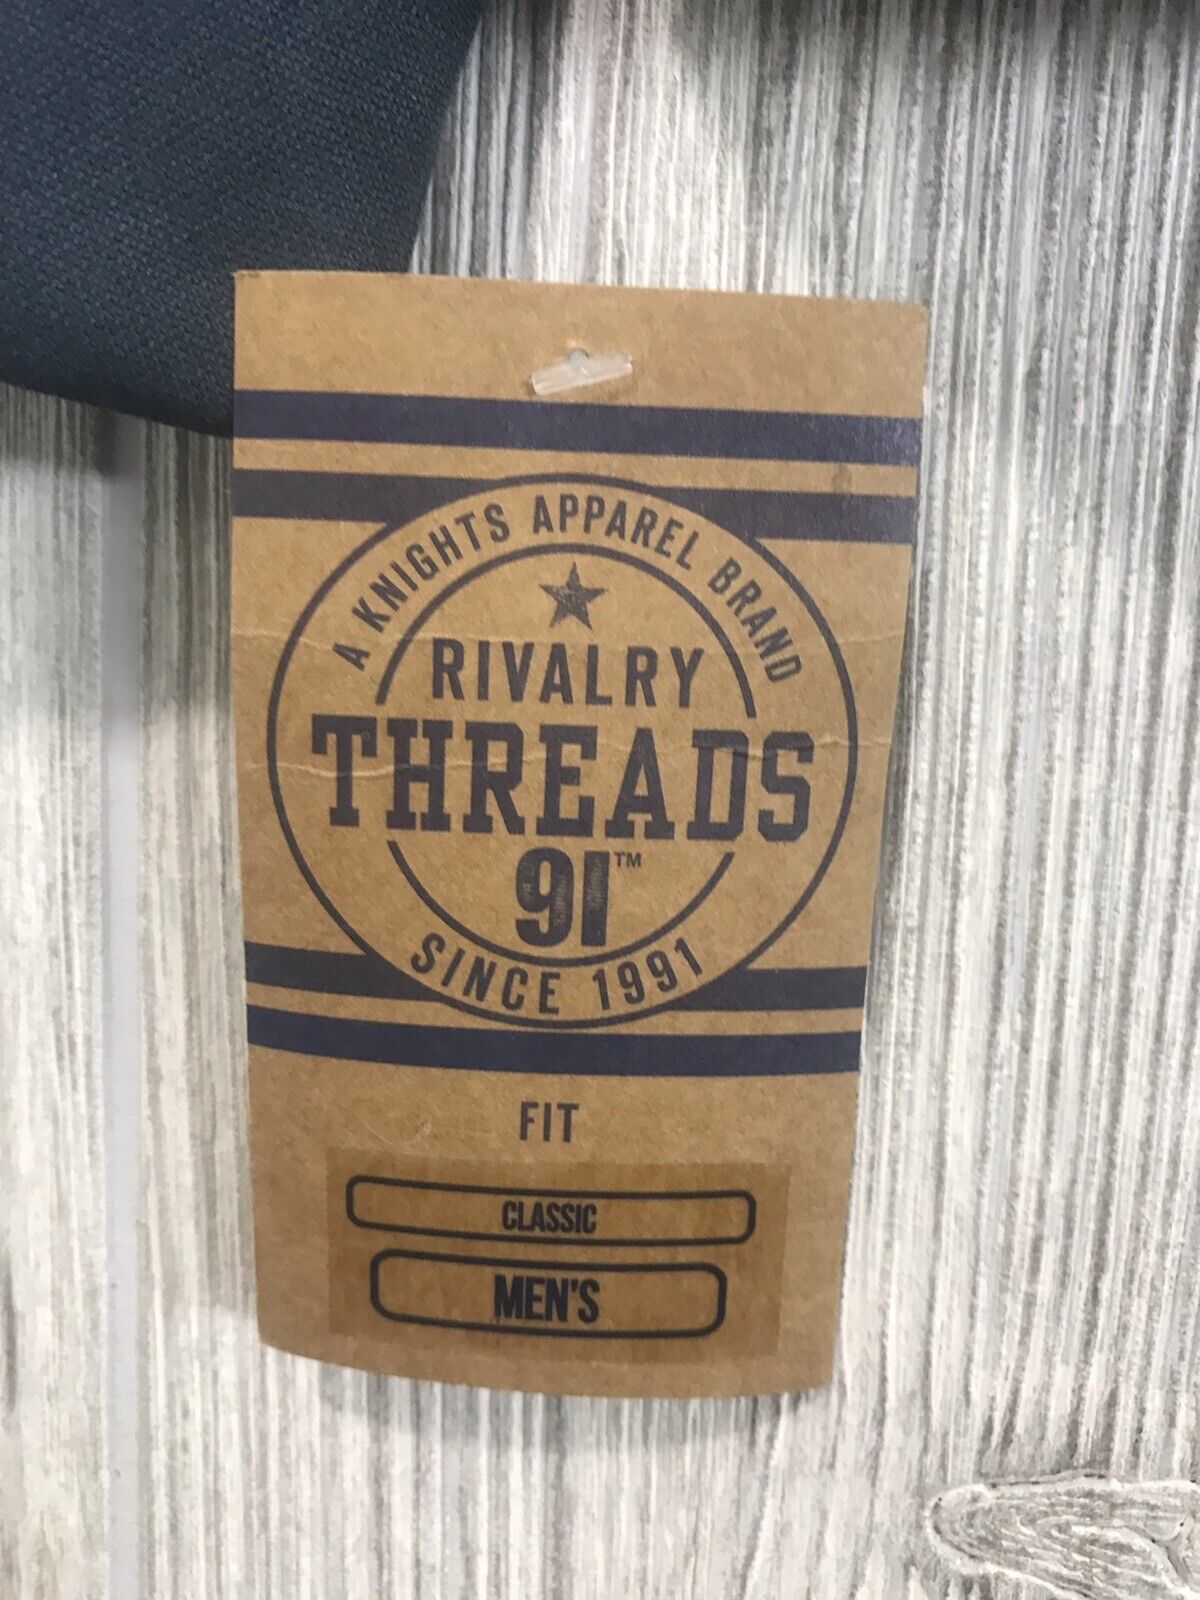 A KNIGHTS APPAREL BRAND
RIVALRY
THREADS
91™
SINCE 1991
FIT
CLASSIC
MEN'S